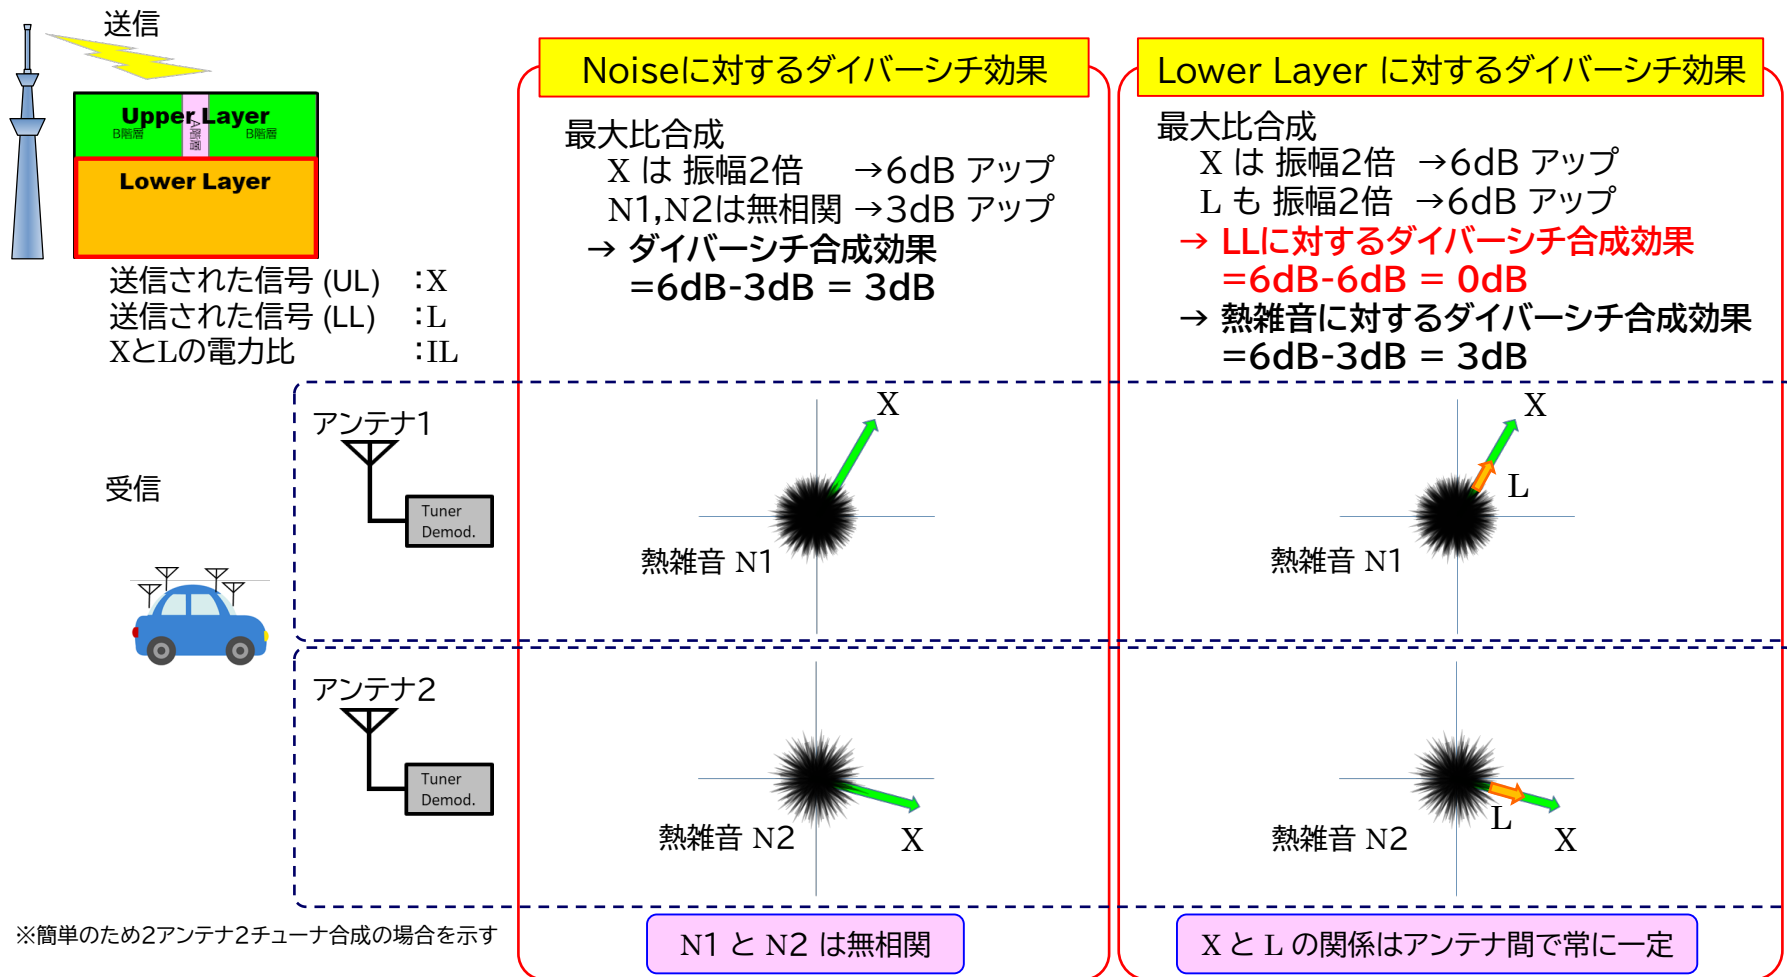 送信
Upper Layer
B階層
A階層
B階層
Lower Layer
送信された信号 (UL) :X
送信された信号 (LL) :L
XとLの電力比 :IL
Noiseに対するダイバーシチ効果
最大比合成
X は 振幅2倍 →6dB アップ
N1,N2は無相関 →3dB アップ
→ ダイバーシチ合成効果
=6dB-3dB = 3dB
Lower Layer に対するダイバーシチ効果
最大比合成
X は 振幅2倍 →6dB アップ
L も 振幅2倍 →6dB アップ
→ LLに対するダイバーシチ合成効果
=6dB-6dB = 0dB
→ 熱雑音に対するダイバーシチ合成効果
=6dB-3dB = 3dB
受信
アンテナ1
Tuner
Demod.
X
熱雑音 N1
X
L
熱雑音 N1
アンテナ2
Tuner
Demod.
熱雑音 N2
X
L
熱雑音 N2
X
※簡単のため2アンテナ2チューナ合成の場合を示す
N1 と N2 は無相関
X と L の関係はアンテナ間で常に一定